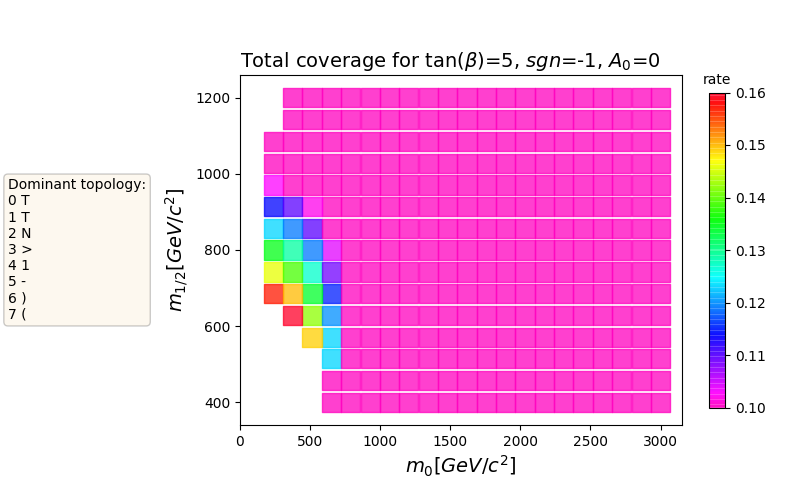 Total coverage for tan(β)=5, sgn=-1, A₀=0
rate
Dominant topology:
0 T
1 T
2 N
3 >
4 1
5 -
6 )
7 (
m₁/₂[GeV/c²]
1200
1000
800
600
400
0 500 1000 1500 2000 2500 3000
m₀[GeV/c²]
0.16
0.15
0.14
0.13
0.12
0.11
0.10